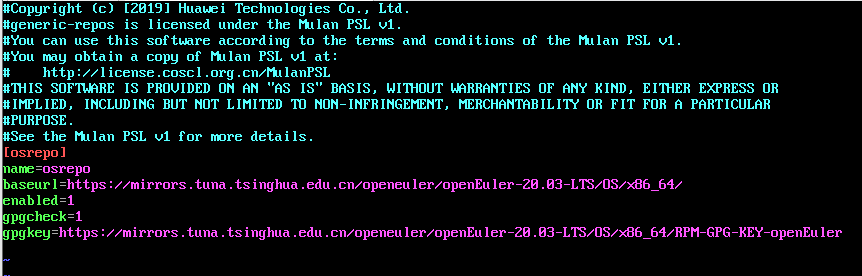 #Copyright (c) [2019] Huawei Technologies Co., Ltd.
#generic-repos is licensed under the Mulan PSL v1.
#You can use this software according to the terms and conditions of the Mulan PSL v1.
#You may obtain a copy of Mulan PSL v1 at:
#    http://license.coscl.org.cn/MulanPSL
#THIS SOFTWARE IS PROVIDED ON AN "AS IS" BASIS, WITHOUT WARRANTIES OF ANY KIND, EITHER EXPRESS OR
#IMPLIED, INCLUDING BUT NOT LIMITED TO NON-INFRINGEMENT, MERCHANTABILITY OR FIT FOR A PARTICULAR
#PURPOSE.
#See the Mulan PSL v1 for more details.
[osrepo]
name=osrepo
baseurl=https://mirrors.tuna.tsinghua.edu.cn/openeuler/openEuler-20.03-LTS/OS/x86_64/
enabled=1
gpgcheck=1
gpgkey=https://mirrors.tuna.tsinghua.edu.cn/openeuler/openEuler-20.03-LTS/OS/x86_64/RPM-GPG-KEY-openEuler
~